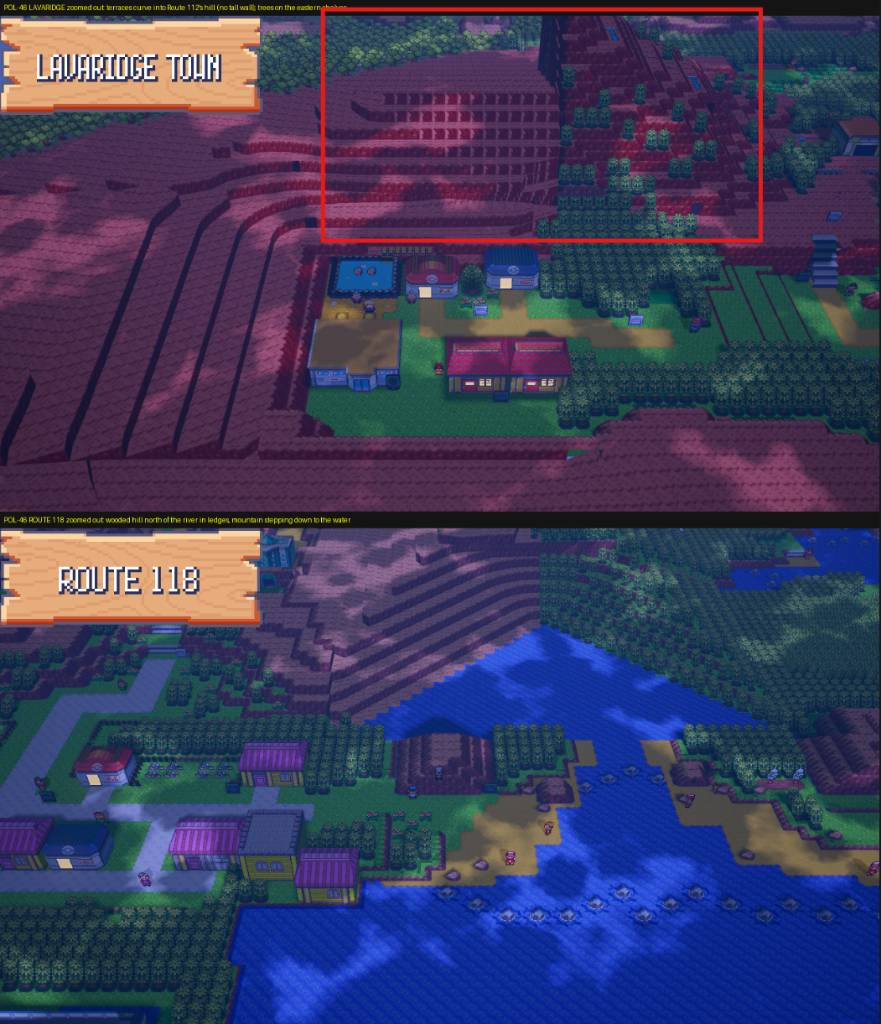 POL-46 LAVARIDGE zoomed out: terraces curve into Route 112's hill (no tall wall); trees on the eastern shelves
LAVARIDGE TOWN
POL-46 ROUTE 118 zoomed out: wooded hill north of the river in ledges, mountain stepping down to the water
ROUTE 118